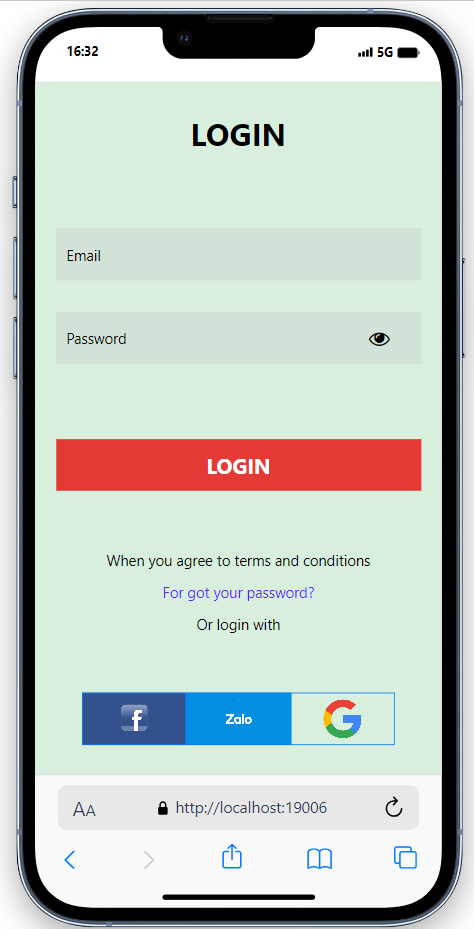 16:32
5G
LOGIN
Email
Password
LOGIN
When you agree to terms and conditions
For got your password?
Or login with
f Zalo G
AA http://localhost:19006